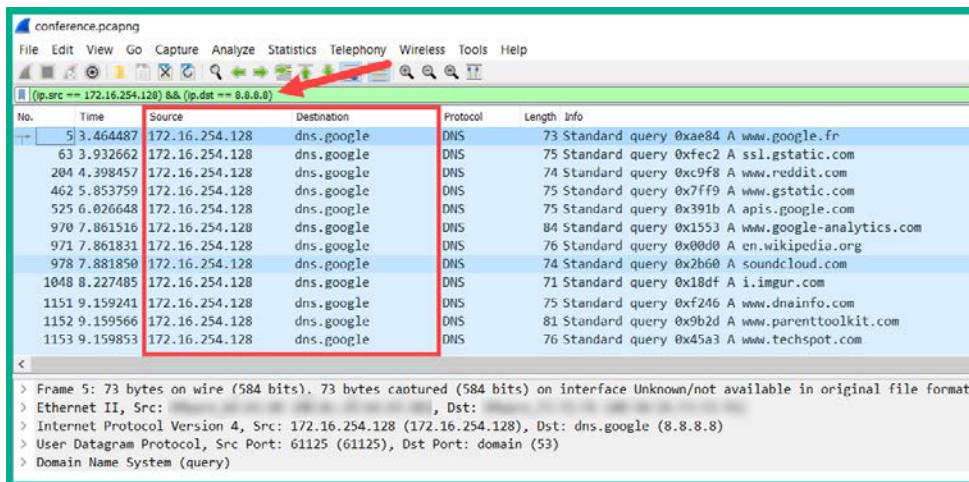 conference.pcapng
File Edit View Go Capture Analyze Statistics Telephony Wireless Tools Help
(ip.src == 172.16.254.128) && (ip.dst == 8.8.8.8)
No. Time Source Destination Protocol Length Info
5 3.464487 172.16.254.128 dns.google DNS 73 Standard query 0xae84 A www.google.fr
63 3.932662 172.16.254.128 dns.google DNS 75 Standard query 0xfec2 A ssl.gstatic.com
204 4.398457 172.16.254.128 dns.google DNS 74 Standard query 0xc9f8 A www.reddit.com
462 5.853759 172.16.254.128 dns.google DNS 75 Standard query 0x7ff9 A www.gstatic.com
525 6.026648 172.16.254.128 dns.google DNS 75 Standard query 0x391b A apis.google.com
970 7.861516 172.16.254.128 dns.google DNS 84 Standard query 0x1553 A www.google-analytics.com
971 7.861831 172.16.254.128 dns.google DNS 76 Standard query 0x00d0 A en.wikipedia.org
978 7.881850 172.16.254.128 dns.google DNS 74 Standard query 0x2b60 A soundcloud.com
1048 8.227485 172.16.254.128 dns.google DNS 71 Standard query 0x18df A i.imgur.com
1151 9.159241 172.16.254.128 dns.google DNS 75 Standard query 0xf246 A www.dnainfo.com
1152 9.159566 172.16.254.128 dns.google DNS 81 Standard query 0x9b2d A www.parenttoolkit.com
1153 9.159853 172.16.254.128 dns.google DNS 76 Standard query 0x45a3 A www.techspot.com
> Frame 5: 73 bytes on wire (584 bits), 73 bytes captured (584 bits) on interface Unknown/not available in original file format
> Ethernet II, Src: , Dst:
> Internet Protocol Version 4, Src: 172.16.254.128 (172.16.254.128), Dst: dns.google (8.8.8.8)
> User Datagram Protocol, Src Port: 61125 (61125), Dst Port: domain (53)
> Domain Name System (query)